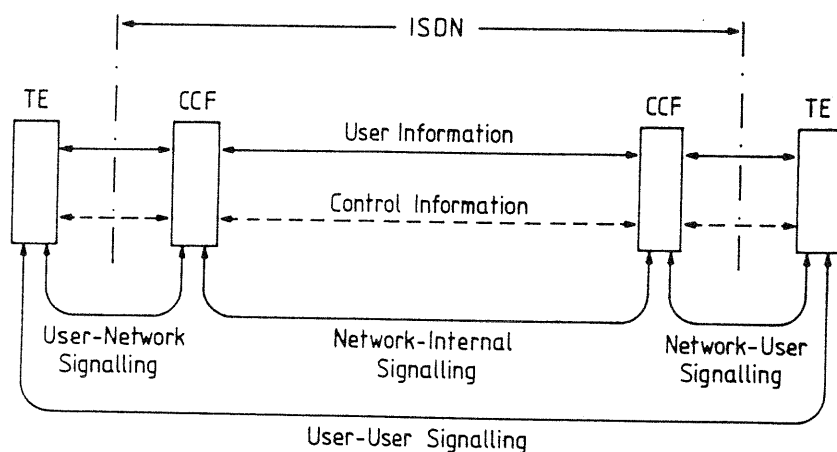 ISDN
TE
CCF
CCF
TE
User Information
Control Information
User-Network
Signalling
Network-Internal
Signalling
Network-User
Signalling
User-User Signalling